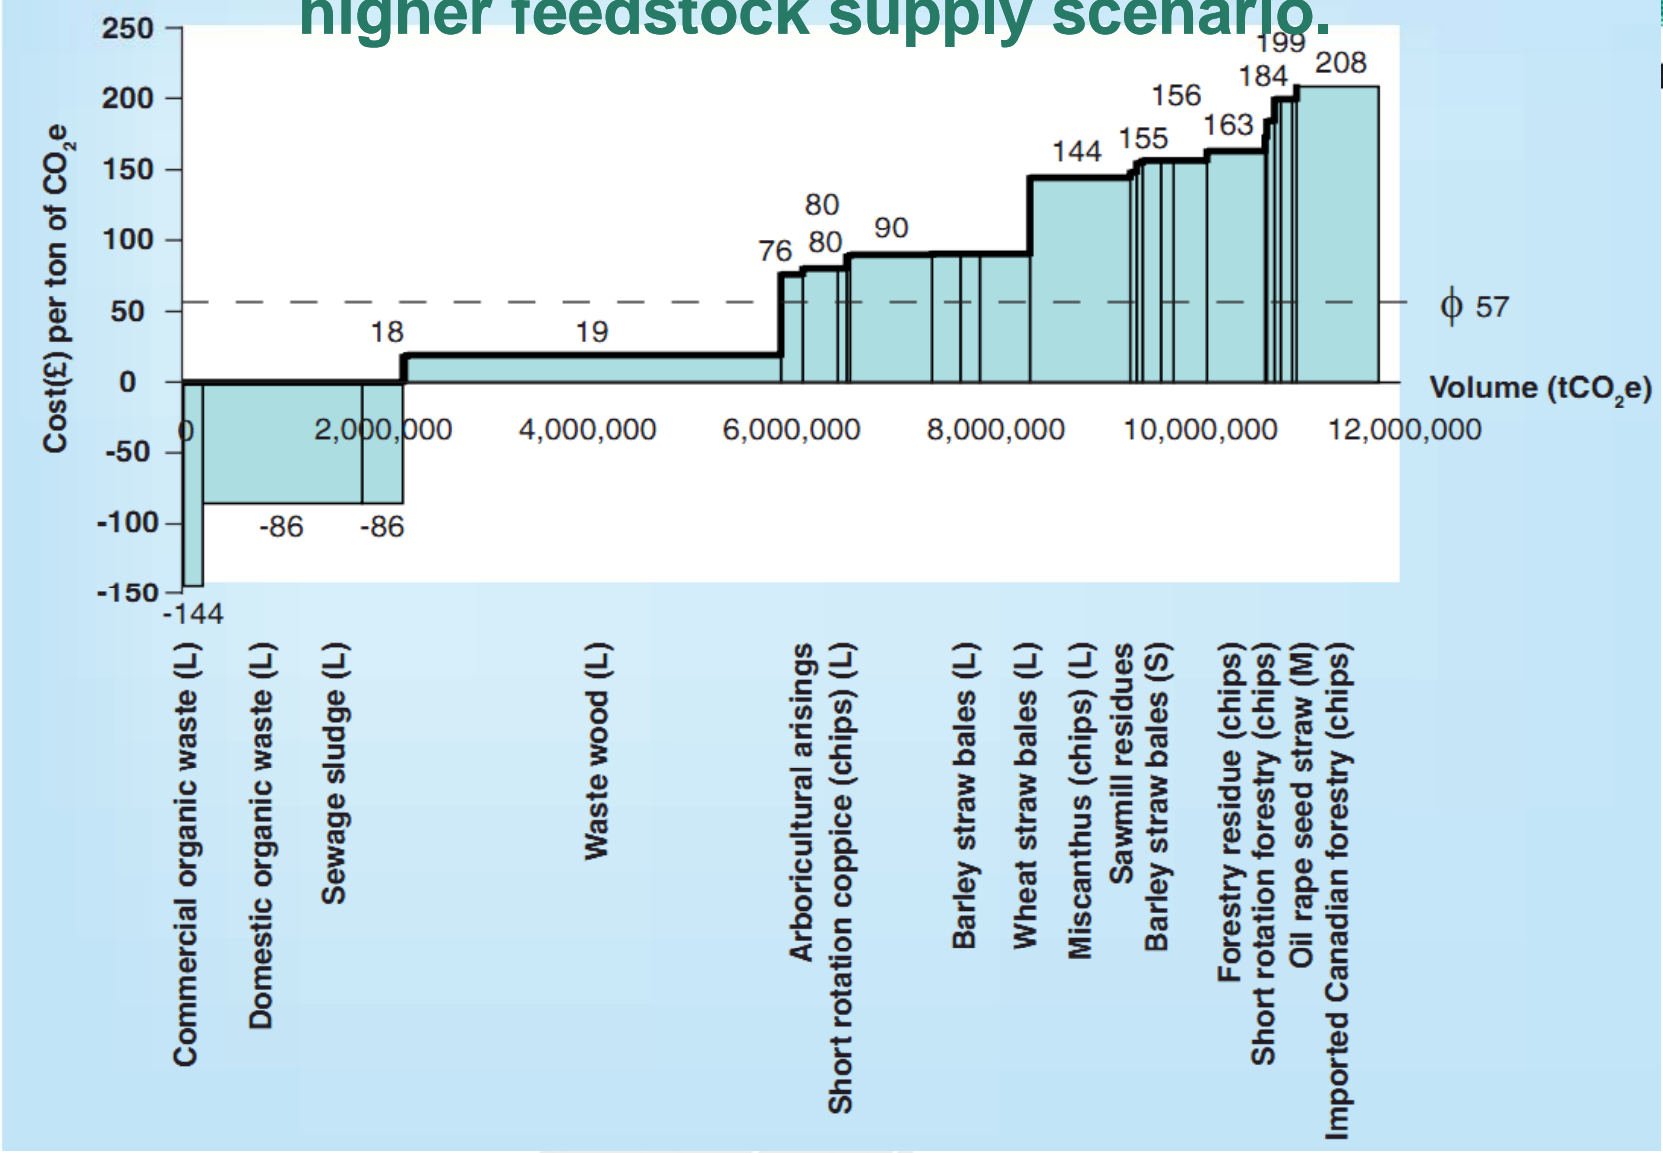 higher feedstock supply scenario.
250
200
150
100
50
0
-50
-100
-150
Cost(£) per ton of CO₂e
199
208
184
156
163
155
144
80
80
90
76
18
19
ϕ 57
Volume (tCO₂e)
0
2,000,000
4,000,000
6,000,000
8,000,000
10,000,000
12,000,000
-86
-86
-144
Commercial organic waste (L)
Domestic organic waste (L)
Sewage sludge (L)
Waste wood (L)
Arboricultural arisings
Short rotation coppice (chips) (L)
Barley straw bales (L)
Wheat straw bales (L)
Miscanthus (chips) (L)
Sawmill residues
Barley straw bales (S)
Forestry residue (chips)
Short rotation forestry (chips)
Oil rape seed straw (M)
Imported Canadian forestry (chips)